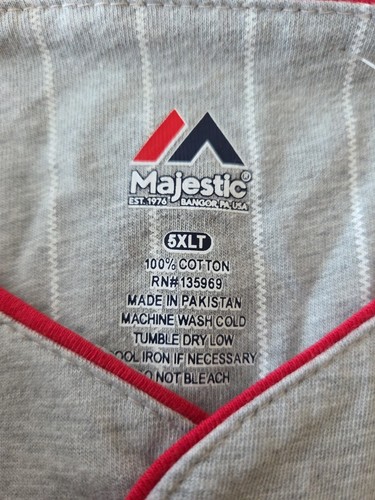 Majestic®
EST. 1976 BANGOR, PA, USA
5XLT
100% COTTON
RN#135969
MADE IN PAKISTAN
MACHINE WASH COLD
TUMBLE DRY LOW
OOL IRON IF NECESSARY
O NOT BLEACH